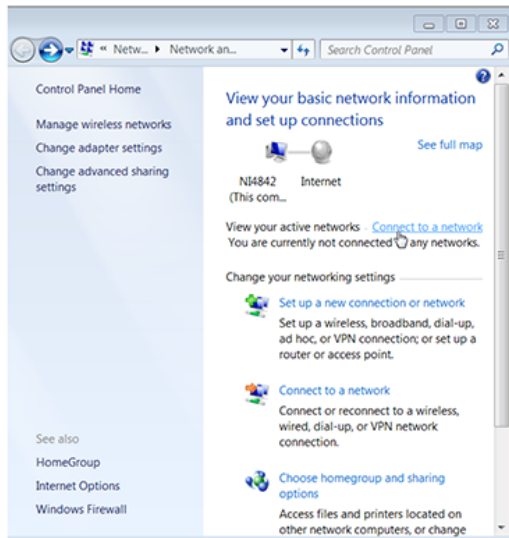 « Netw... ▸ Network an...
Search Control Panel
Control Panel Home
Manage wireless networks
Change adapter settings
Change advanced sharing
settings
See also
HomeGroup
Internet Options
Windows Firewall
View your basic network information
and set up connections
See full map
NI4842
(This com...
Internet
View your active networks
Connect to a network
You are currently not connected to any networks.
Change your networking settings
Set up a new connection or network
Set up a wireless, broadband, dial-up,
ad hoc, or VPN connection; or set up a
router or access point.
Connect to a network
Connect or reconnect to a wireless,
wired, dial-up, or VPN network
connection.
Choose homegroup and sharing
options
Access files and printers located on
other network computers, or change